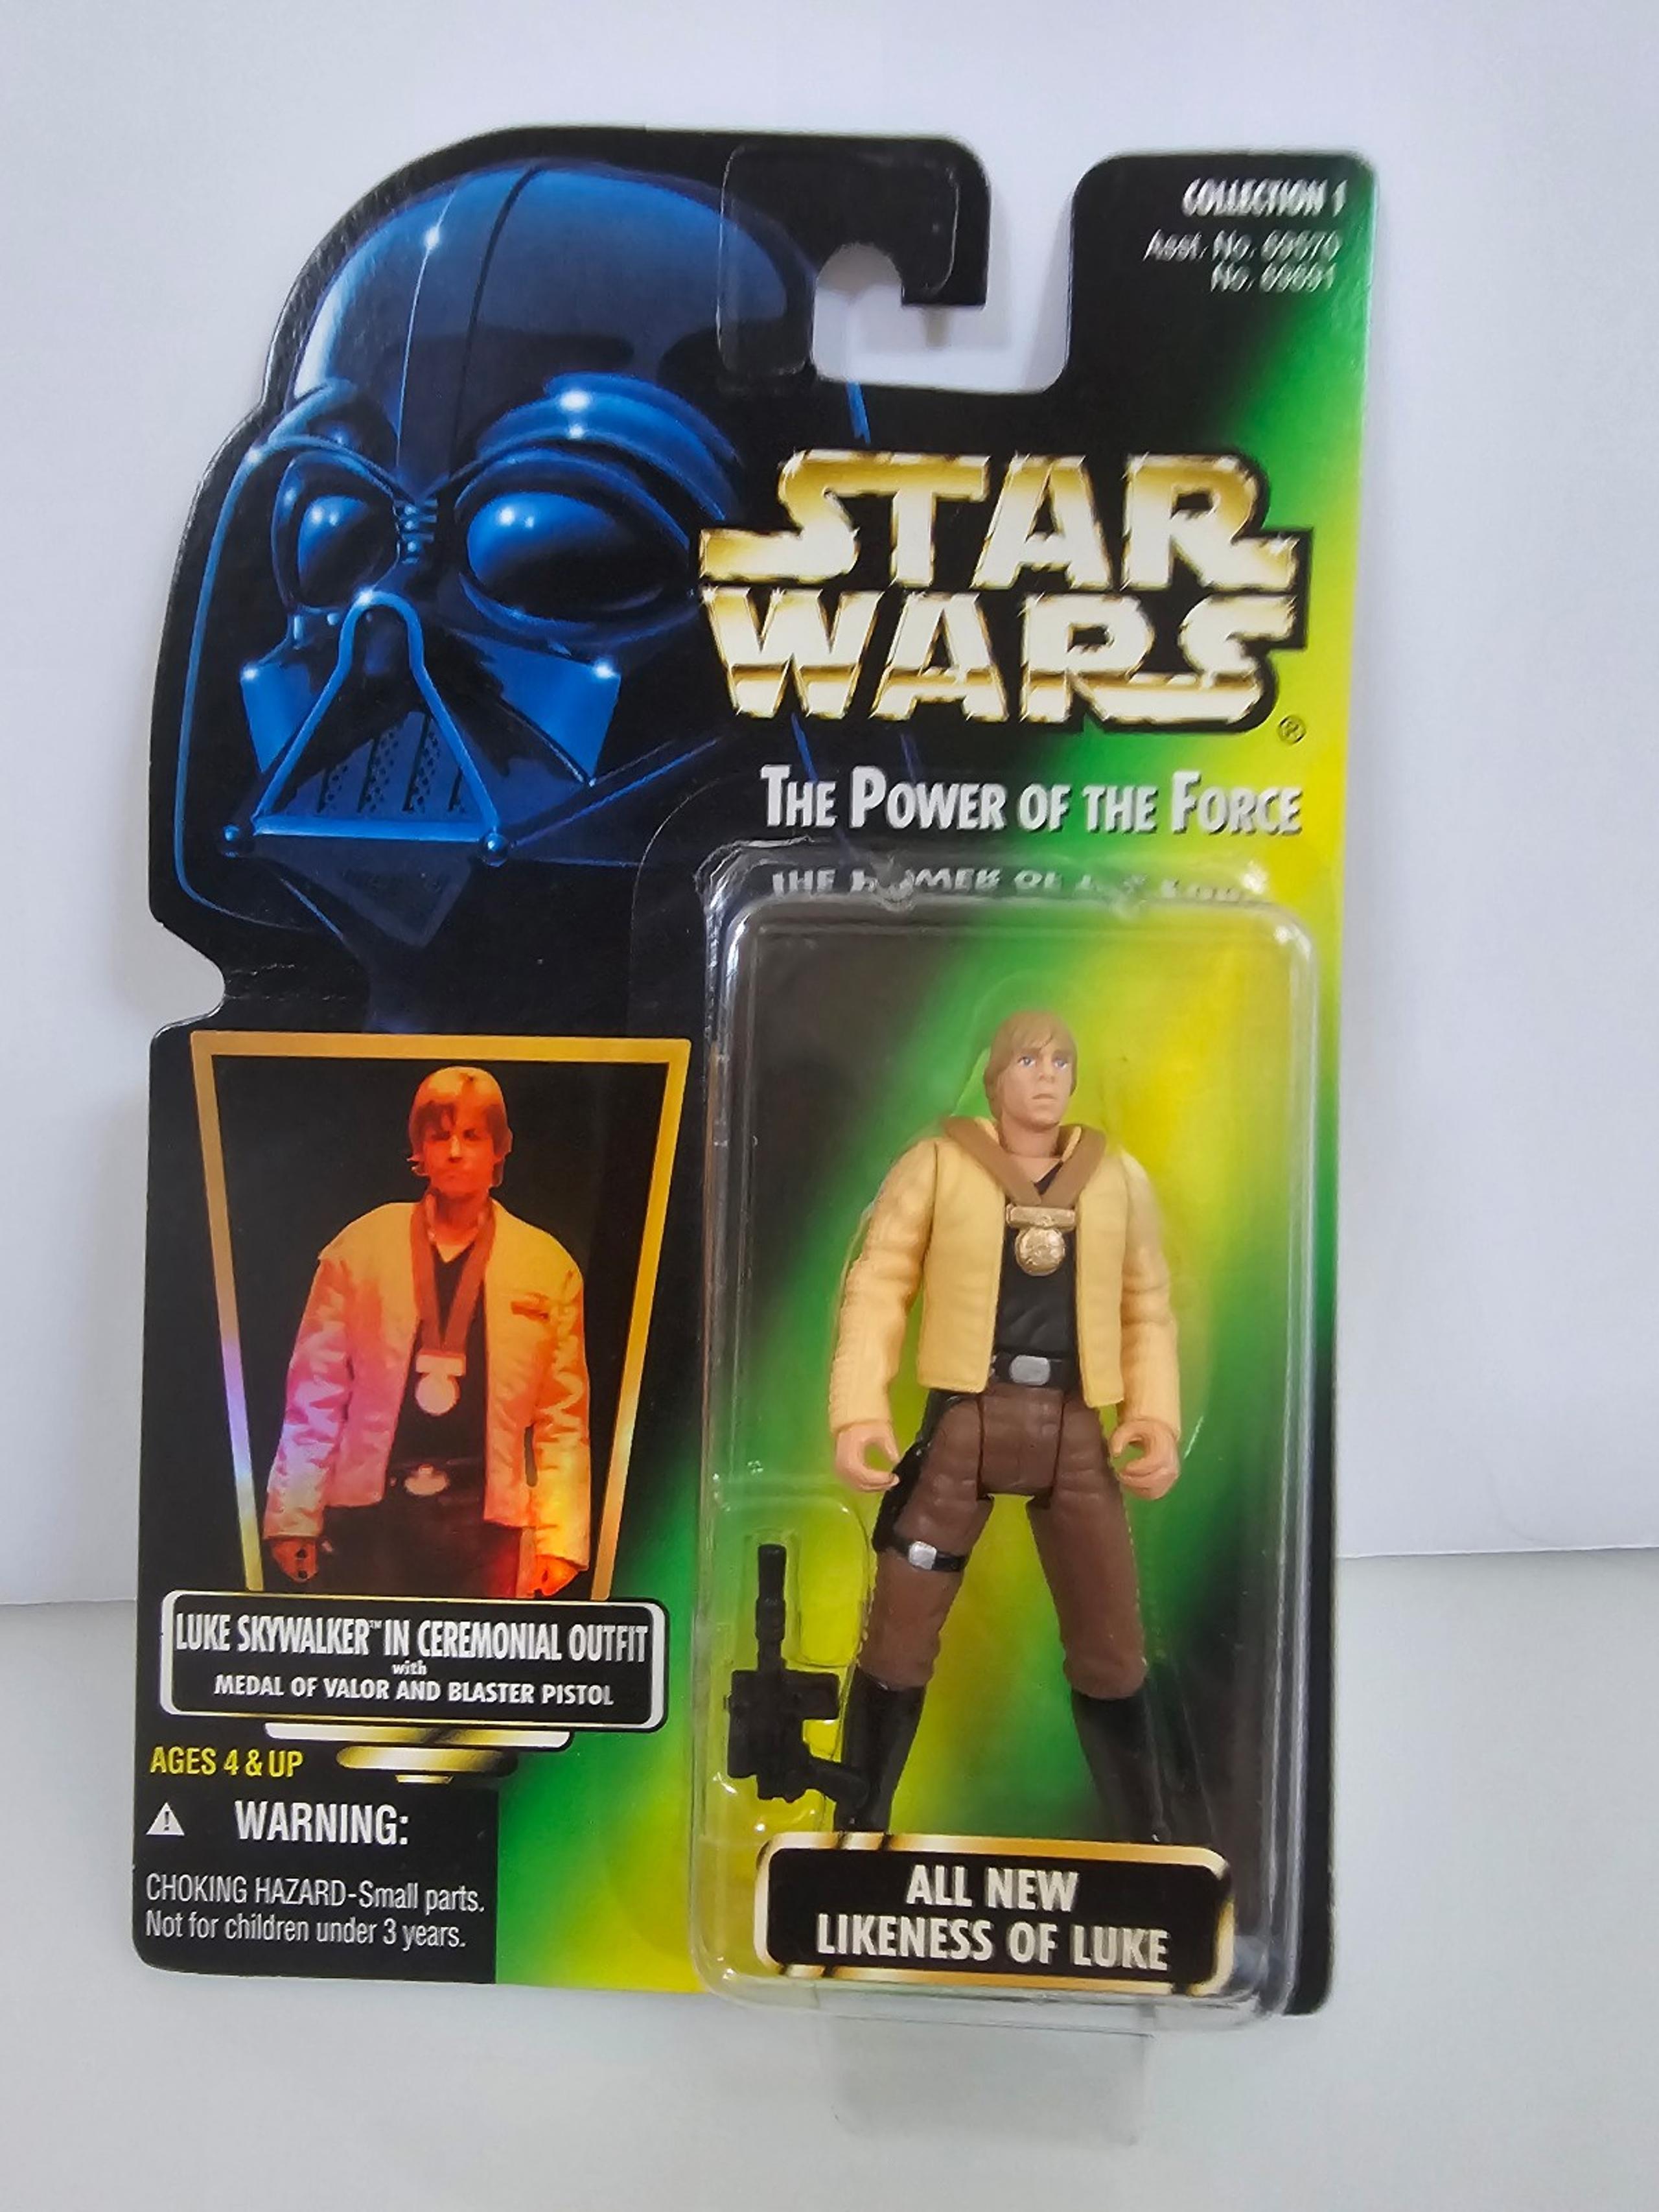 COLLECTION 1
Asst. No. 69570
No. 69691
STAR
WARS
®
THE POWER OF THE FORCE
LUKE SKYWALKER™ IN CEREMONIAL OUTFIT
with
MEDAL OF VALOR AND BLASTER PISTOL
AGES 4 & UP
WARNING:
CHOKING HAZARD-Small parts.
Not for children under 3 years.
ALL NEW
LIKENESS OF LUKE